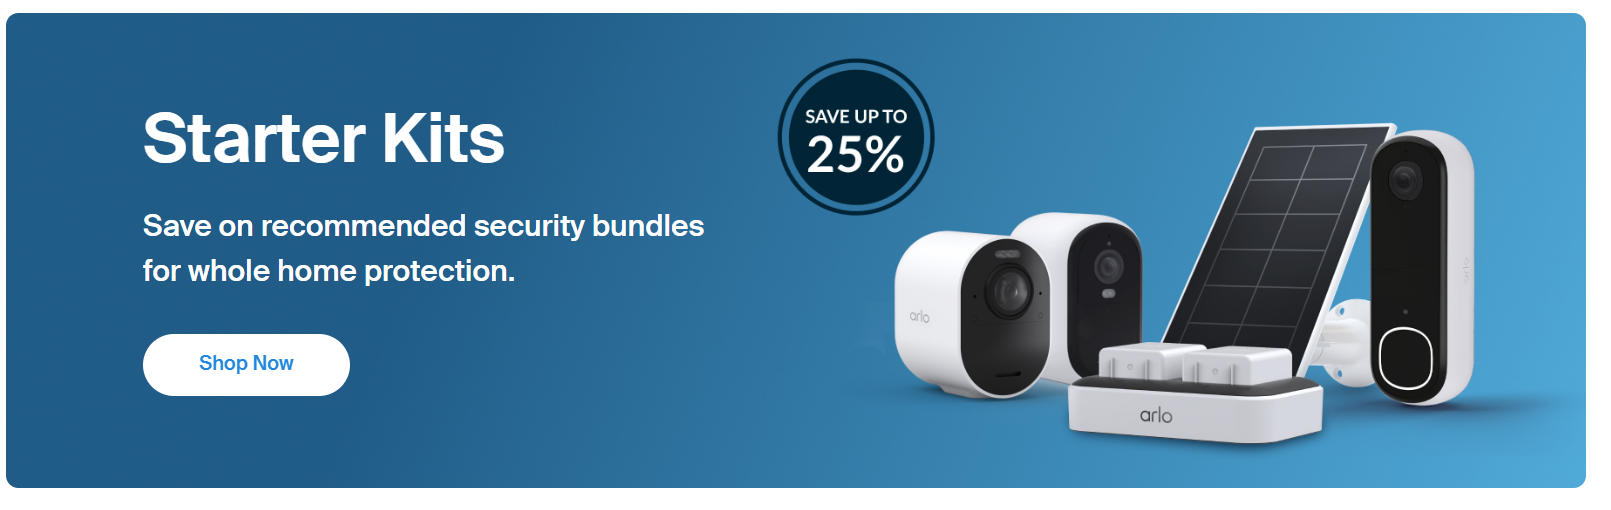 Starter Kits
Save on recommended security bundles
for whole home protection.
Shop Now
SAVE UP TO
25%
arlo
arlo
arlo